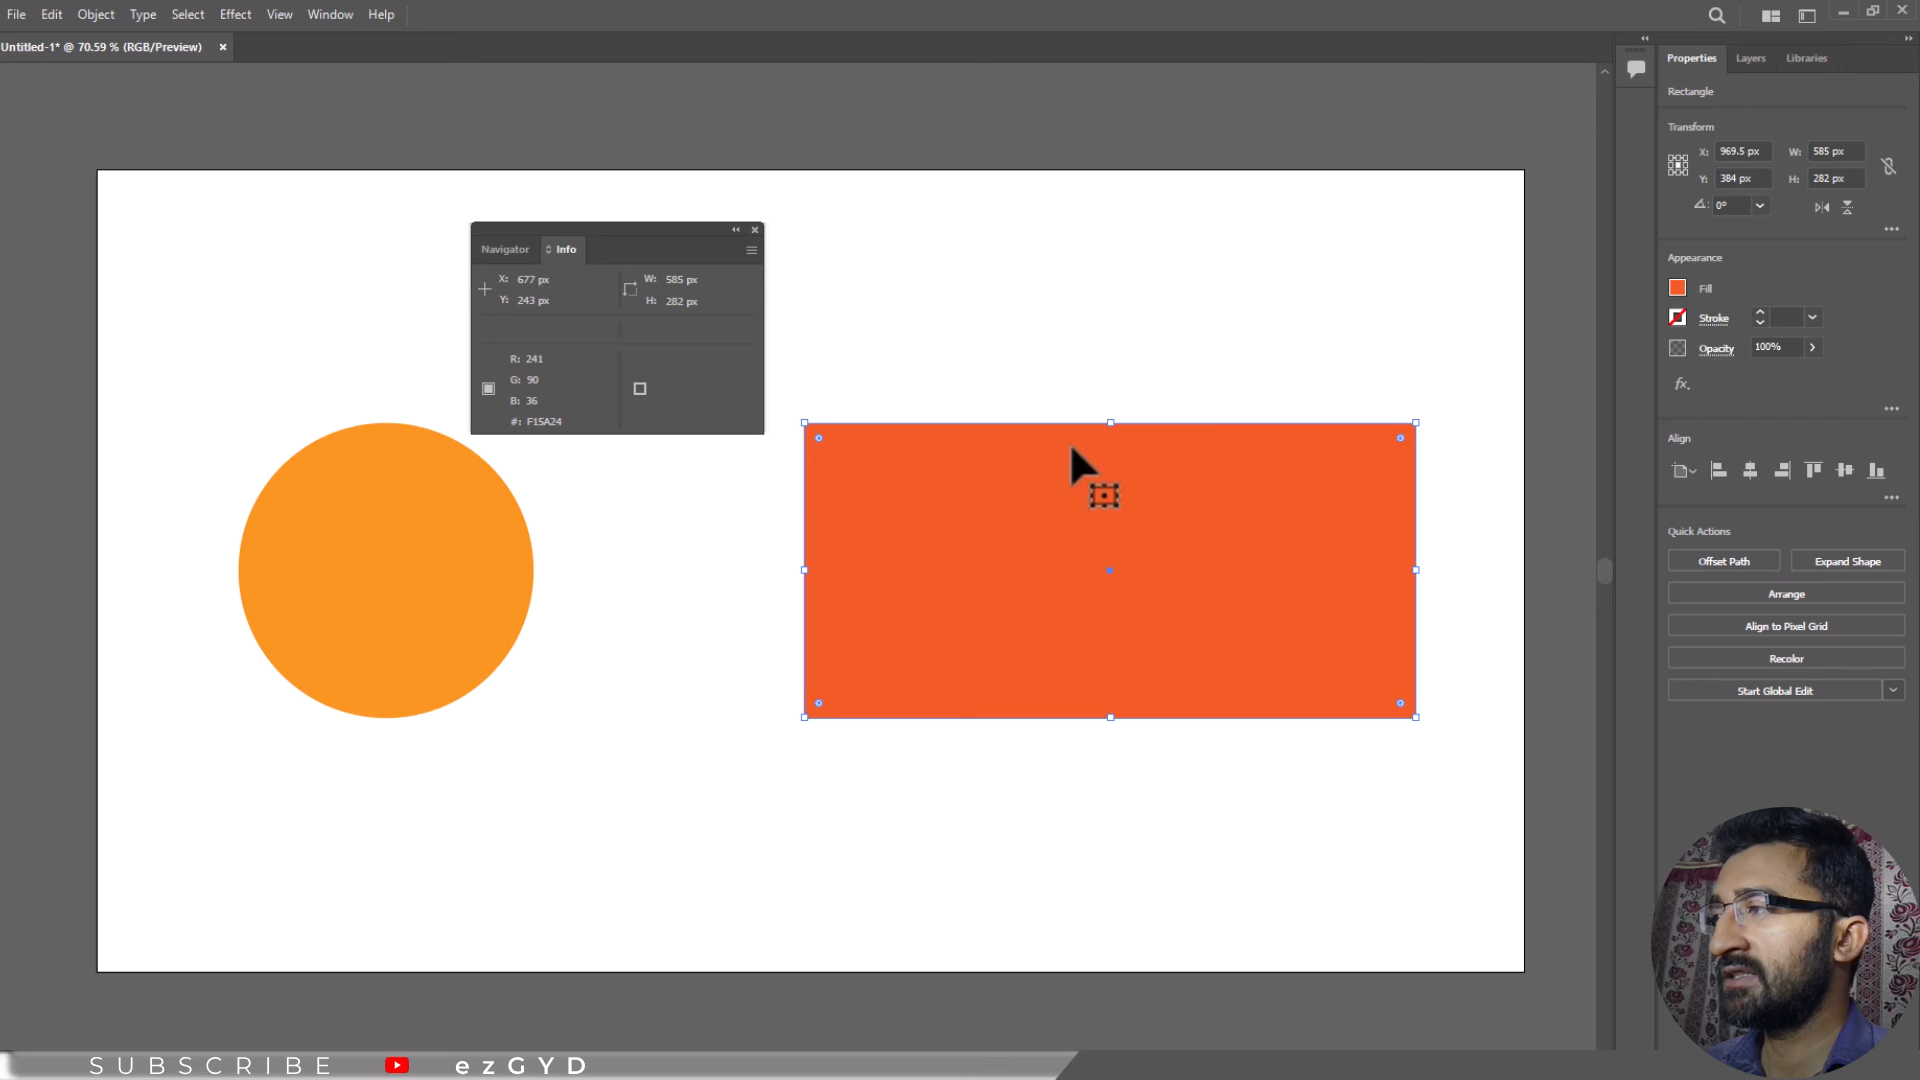 File Edit Object Type Select Effect View Window Help
Untitled-1* @ 70.59 % (RGB/Preview) ×
Properties Layers Libraries
Rectangle
Transform
X: 969.5 px W: 585 px
Y: 384 px H: 282 px
0°
Appearance
Fill
Stroke
Opacity 100%
fx.
Align
Quick Actions
Offset Path Expand Shape
Arrange
Align to Pixel Grid
Recolor
Start Global Edit
Navigator Info
X: 677 px W: 585 px
Y: 243 px H: 282 px
R: 241
G: 90
B: 36
#: F15A24
SUBSCRIBE ezGYD